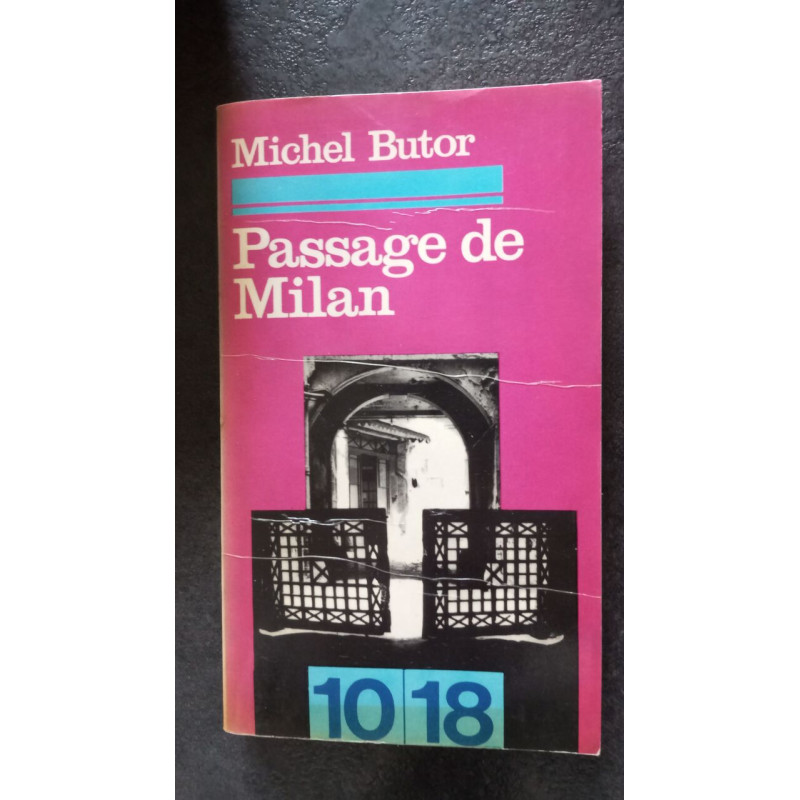 Michel Butor
Passage de
Milan
10 18